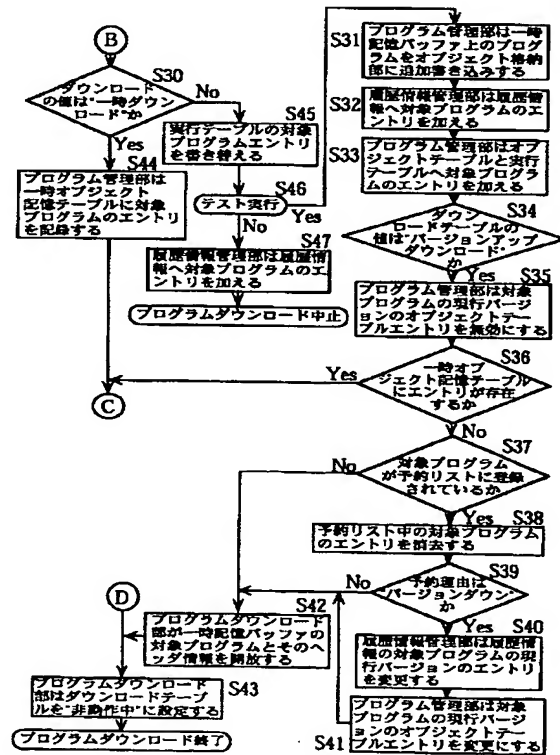 B
S30
ダウンロード
の値は"一時ダウン
ロード"か
No
Yes
S44
プログラム管理部は
一時オブジェクト
記憶テーブルに対象
プログラムのエントリ
を記録する
S45
実行テーブルの対象
プログラムエントリ
を書き替える
S46
テスト実行
Yes
No
S47
履歴情報管理部は履歴情
報へ対象プログラムのエ
ントリを加える
プログラムダウンロード中止
S31
プログラム管理部は一時
記憶バッファ上のプログ
ラムをオブジェクト格納
部に追加書き込みする
S32
履歴情報管理部は履歴情
報へ対象プログラムのエ
ントリを加える
S33
プログラム管理部はオブ
ジェクトテーブルと実行
テーブルへ対象プログラ
ムのエントリを加える
S34
ダウン
ロードテーブルの
値は"バージョンアップ
ダウンロード"
か
Yes
S35
プログラム管理部は対象
プログラムの現行バージ
ョンのオブジェクトテー
ブルエントリを無効にする
S36
一時オブ
ジェクト記憶テーブル
にエントリが存在
するか
Yes
C
No
S37
対象プログラム
が予約リストに登録
されているか
No
Yes
S38
予約リスト中の対象プログラム
のエントリを消去する
S39
予約理由は
"バージョンダウン"
か
No
Yes
S40
履歴情報管理部は履歴情
報の対象プログラムの現
行バージョンのエントリ
を変更する
S41
プログラム管理部は対象
プログラムの現行バージ
ョンのオブジェクトテー
ブルエントリを変更にする
D
S42
プログラムダウンロード
部が一時記憶バッファの
対象プログラムとそのヘ
ッダ情報を開放する
S43
プログラムダウンロード
部はダウンロードテーブ
ルを"非動作中"に設定する
プログラムダウンロード終了